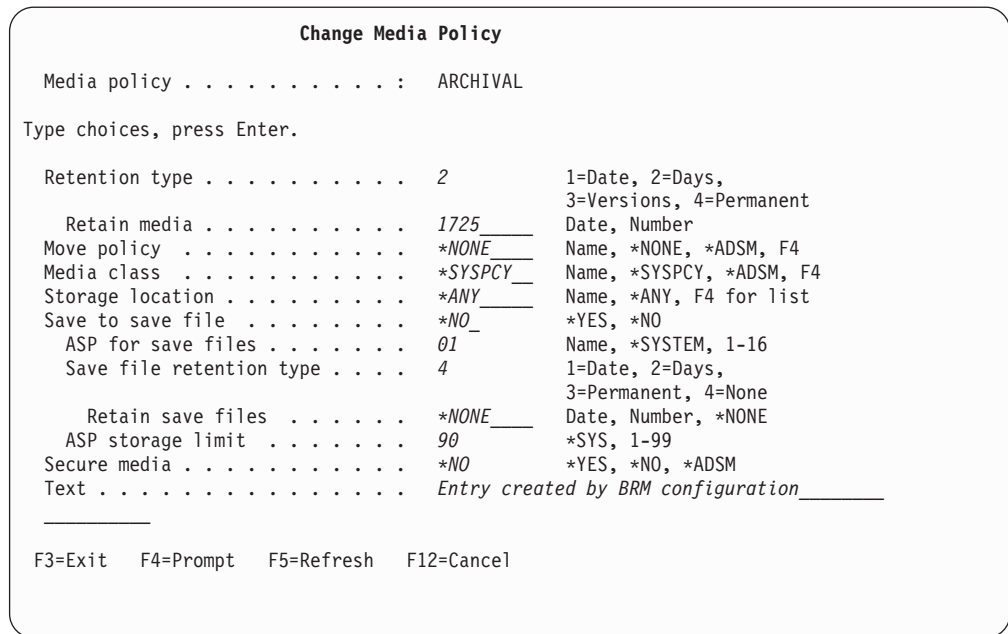 Change Media Policy
Media policy . . . . . . . . . . : ARCHIVAL
Type choices, press Enter.
Retention type . . . . . . . . . . 2 1=Date, 2=Days,
3=Versions, 4=Permanent
Retain media . . . . . . . . . . 1725_____ Date, Number
Move policy . . . . . . . . . . . *NONE____ Name, *NONE, *ADSM, F4
Media class . . . . . . . . . . . *SYSPCY__ Name, *SYSPCY, *ADSM, F4
Storage location . . . . . . . . . *ANY_____ Name, *ANY, F4 for list
Save to save file . . . . . . . . *NO_ *YES, *NO
ASP for save files . . . . . . . 01 Name, *SYSTEM, 1-16
Save file retention type . . . . 4 1=Date, 2=Days,
3=Permanent, 4=None
Retain save files . . . . . . *NONE____ Date, Number, *NONE
ASP storage limit . . . . . . . 90 *SYS, 1-99
Secure media . . . . . . . . . . . *NO *YES, *NO, *ADSM
Text . . . . . . . . . . . . . . . Entry created by BRM configuration________
__________
F3=Exit F4=Prompt F5=Refresh F12=Cancel